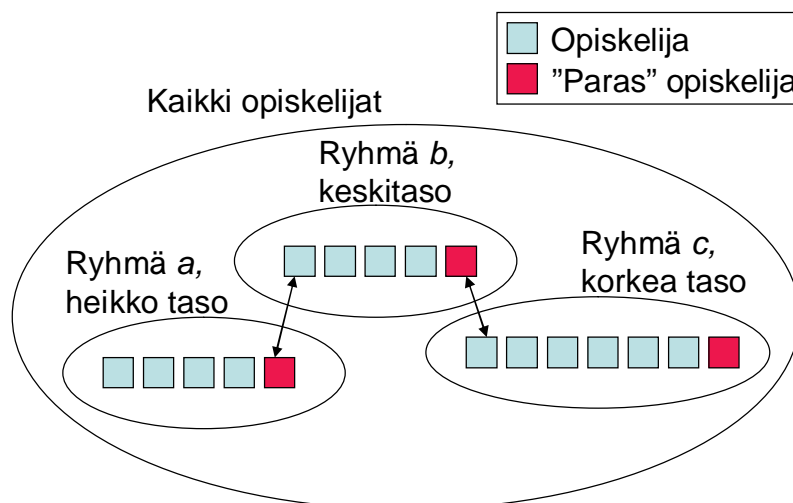 Opiskelija
”Paras” opiskelija
Kaikki opiskelijat
Ryhmä b,
keskitaso
Ryhmä a,
heikko taso
Ryhmä c,
korkea taso